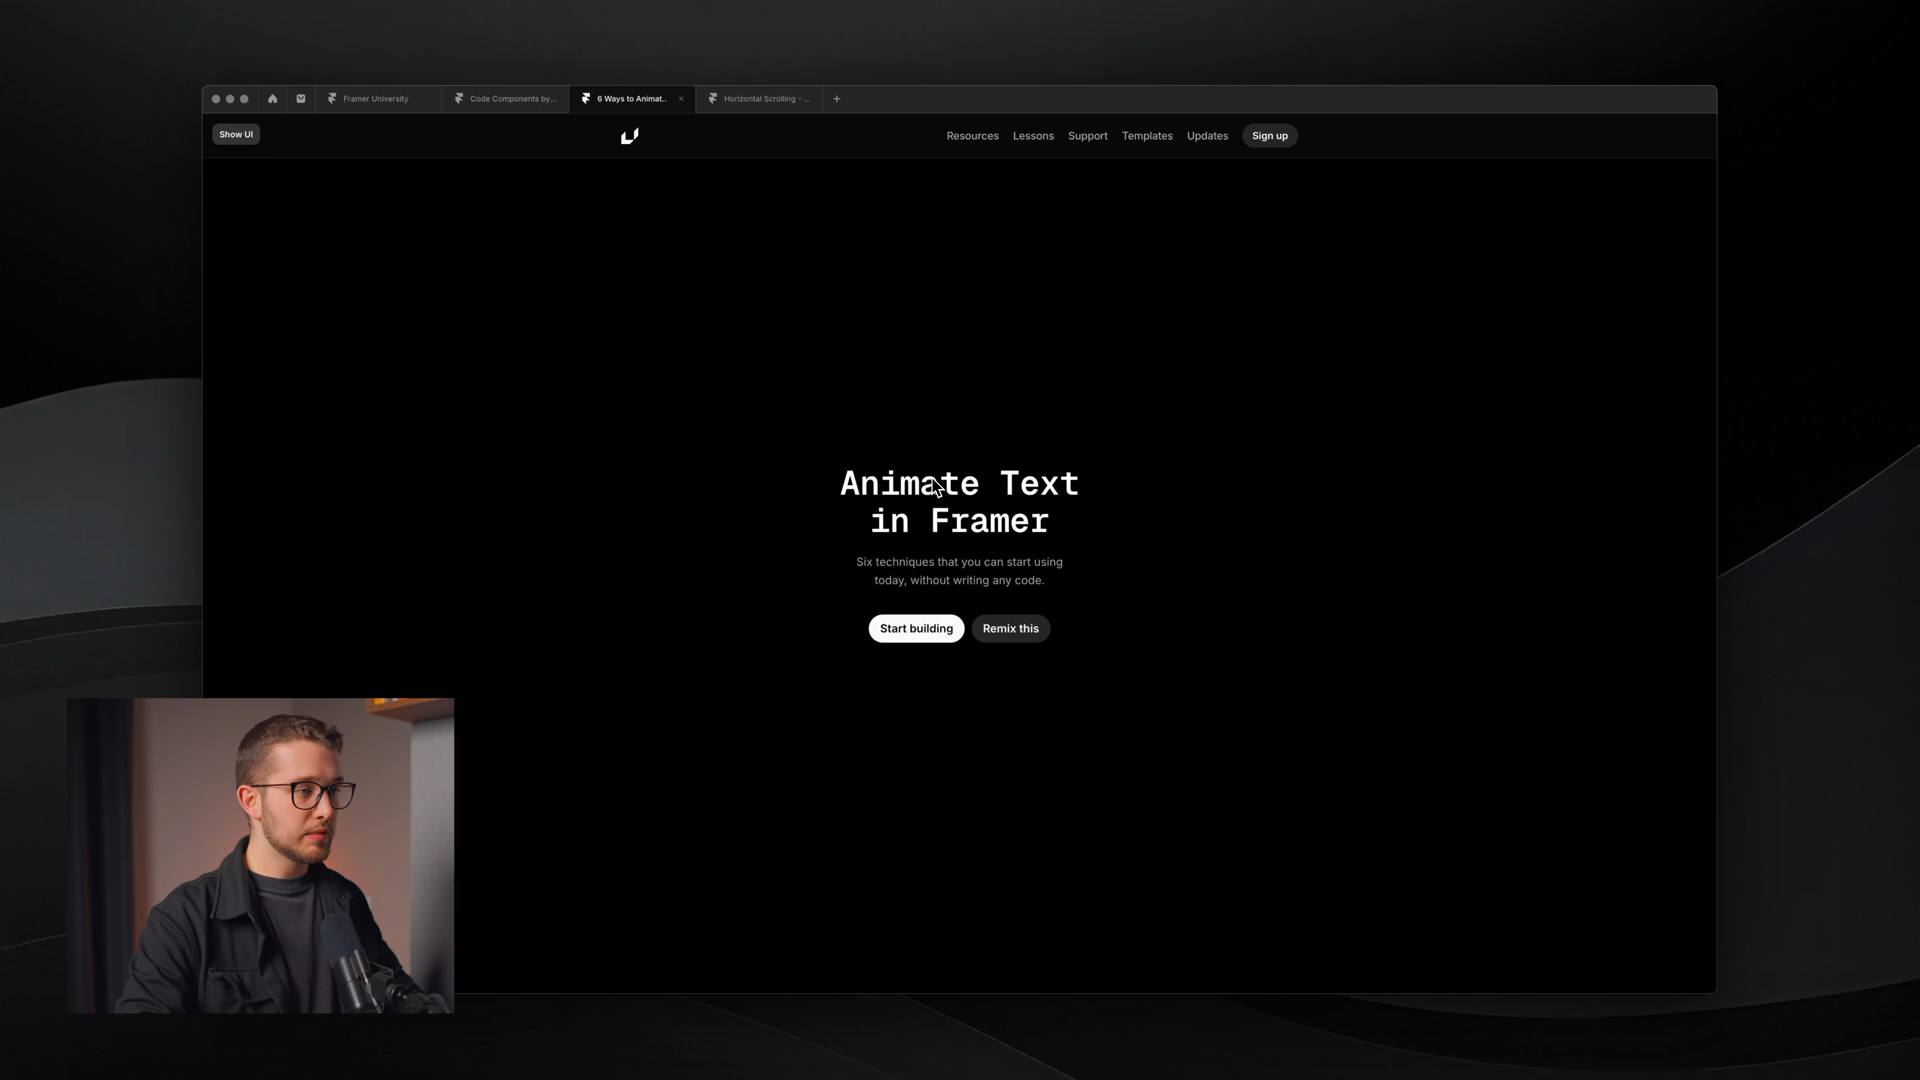 Framer University
Code Components by...
6 Ways to Animat..
Horizontal Scrolling - ...
Show UI
Resources
Lessons
Support
Templates
Updates
Sign up
Animate Text
in Framer
Six techniques that you can start using
today, without writing any code.
Start building
Remix this